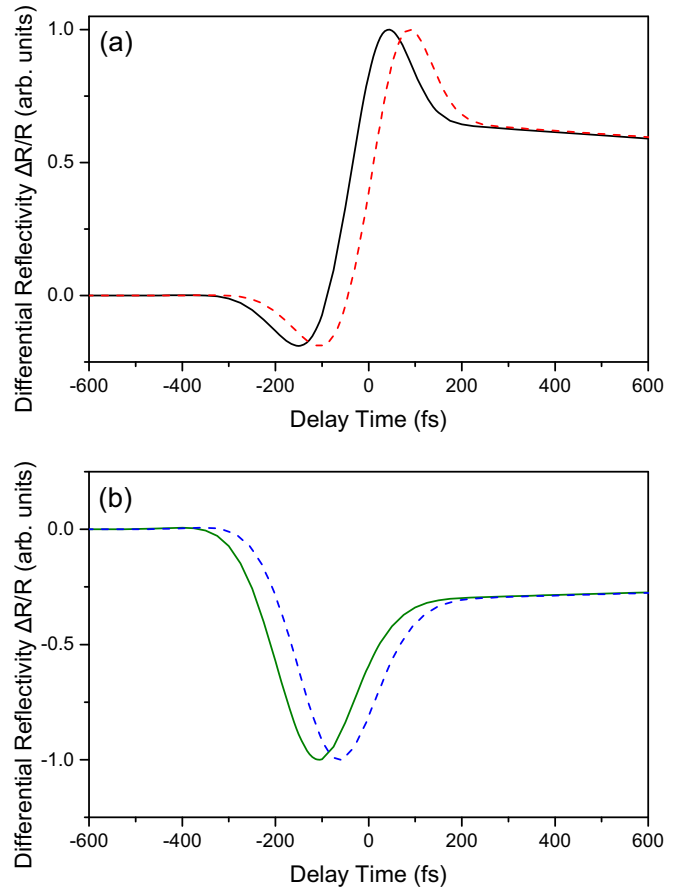 (a)
Differential Reflectivity ΔR/R (arb. units)
1.0
0.5
0.0
-600 -400 -200 0 200 400 600
Delay Time (fs)
(b)
Differential Reflectivity ΔR/R (arb. units)
0.0
-0.5
-1.0
-600 -400 -200 0 200 400 600
Delay Time (fs)